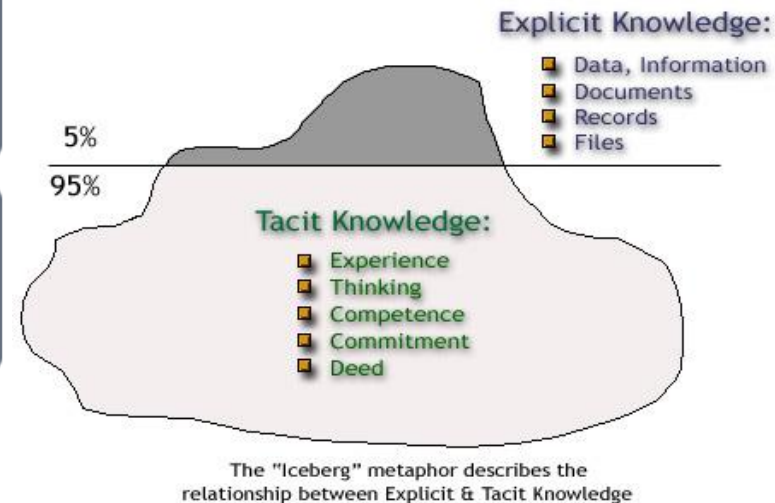 Explicit Knowledge:
Data, Information
Documents
Records
Files
5%
95%
Tacit Knowledge:
Experience
Thinking
Competence
Commitment
Deed
The "Iceberg" metaphor describes the
relationship between Explicit & Tacit Knowledge